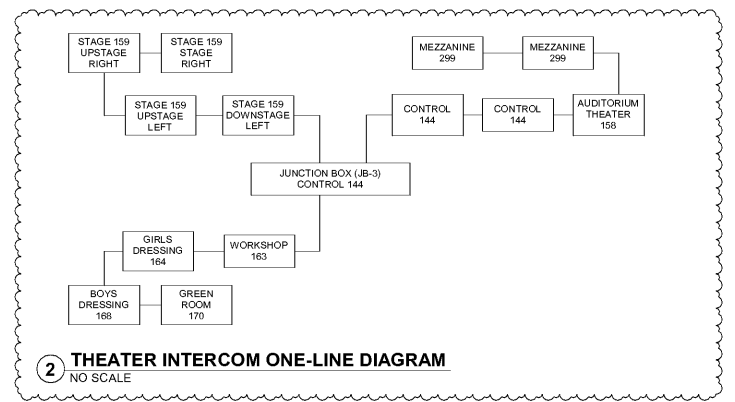 STAGE 159
UPSTAGE
RIGHT
STAGE 159
STAGE
RIGHT
MEZZANINE
299
MEZZANINE
299
STAGE 159
UPSTAGE
LEFT
STAGE 159
DOWNSTAGE
LEFT
CONTROL
144
CONTROL
144
AUDITORIUM
THEATER
158
JUNCTION BOX (JB-3)
CONTROL 144
GIRLS
DRESSING
164
WORKSHOP
163
BOYS
DRESSING
168
GREEN
ROOM
170
2
THEATER INTERCOM ONE-LINE DIAGRAM
NO SCALE